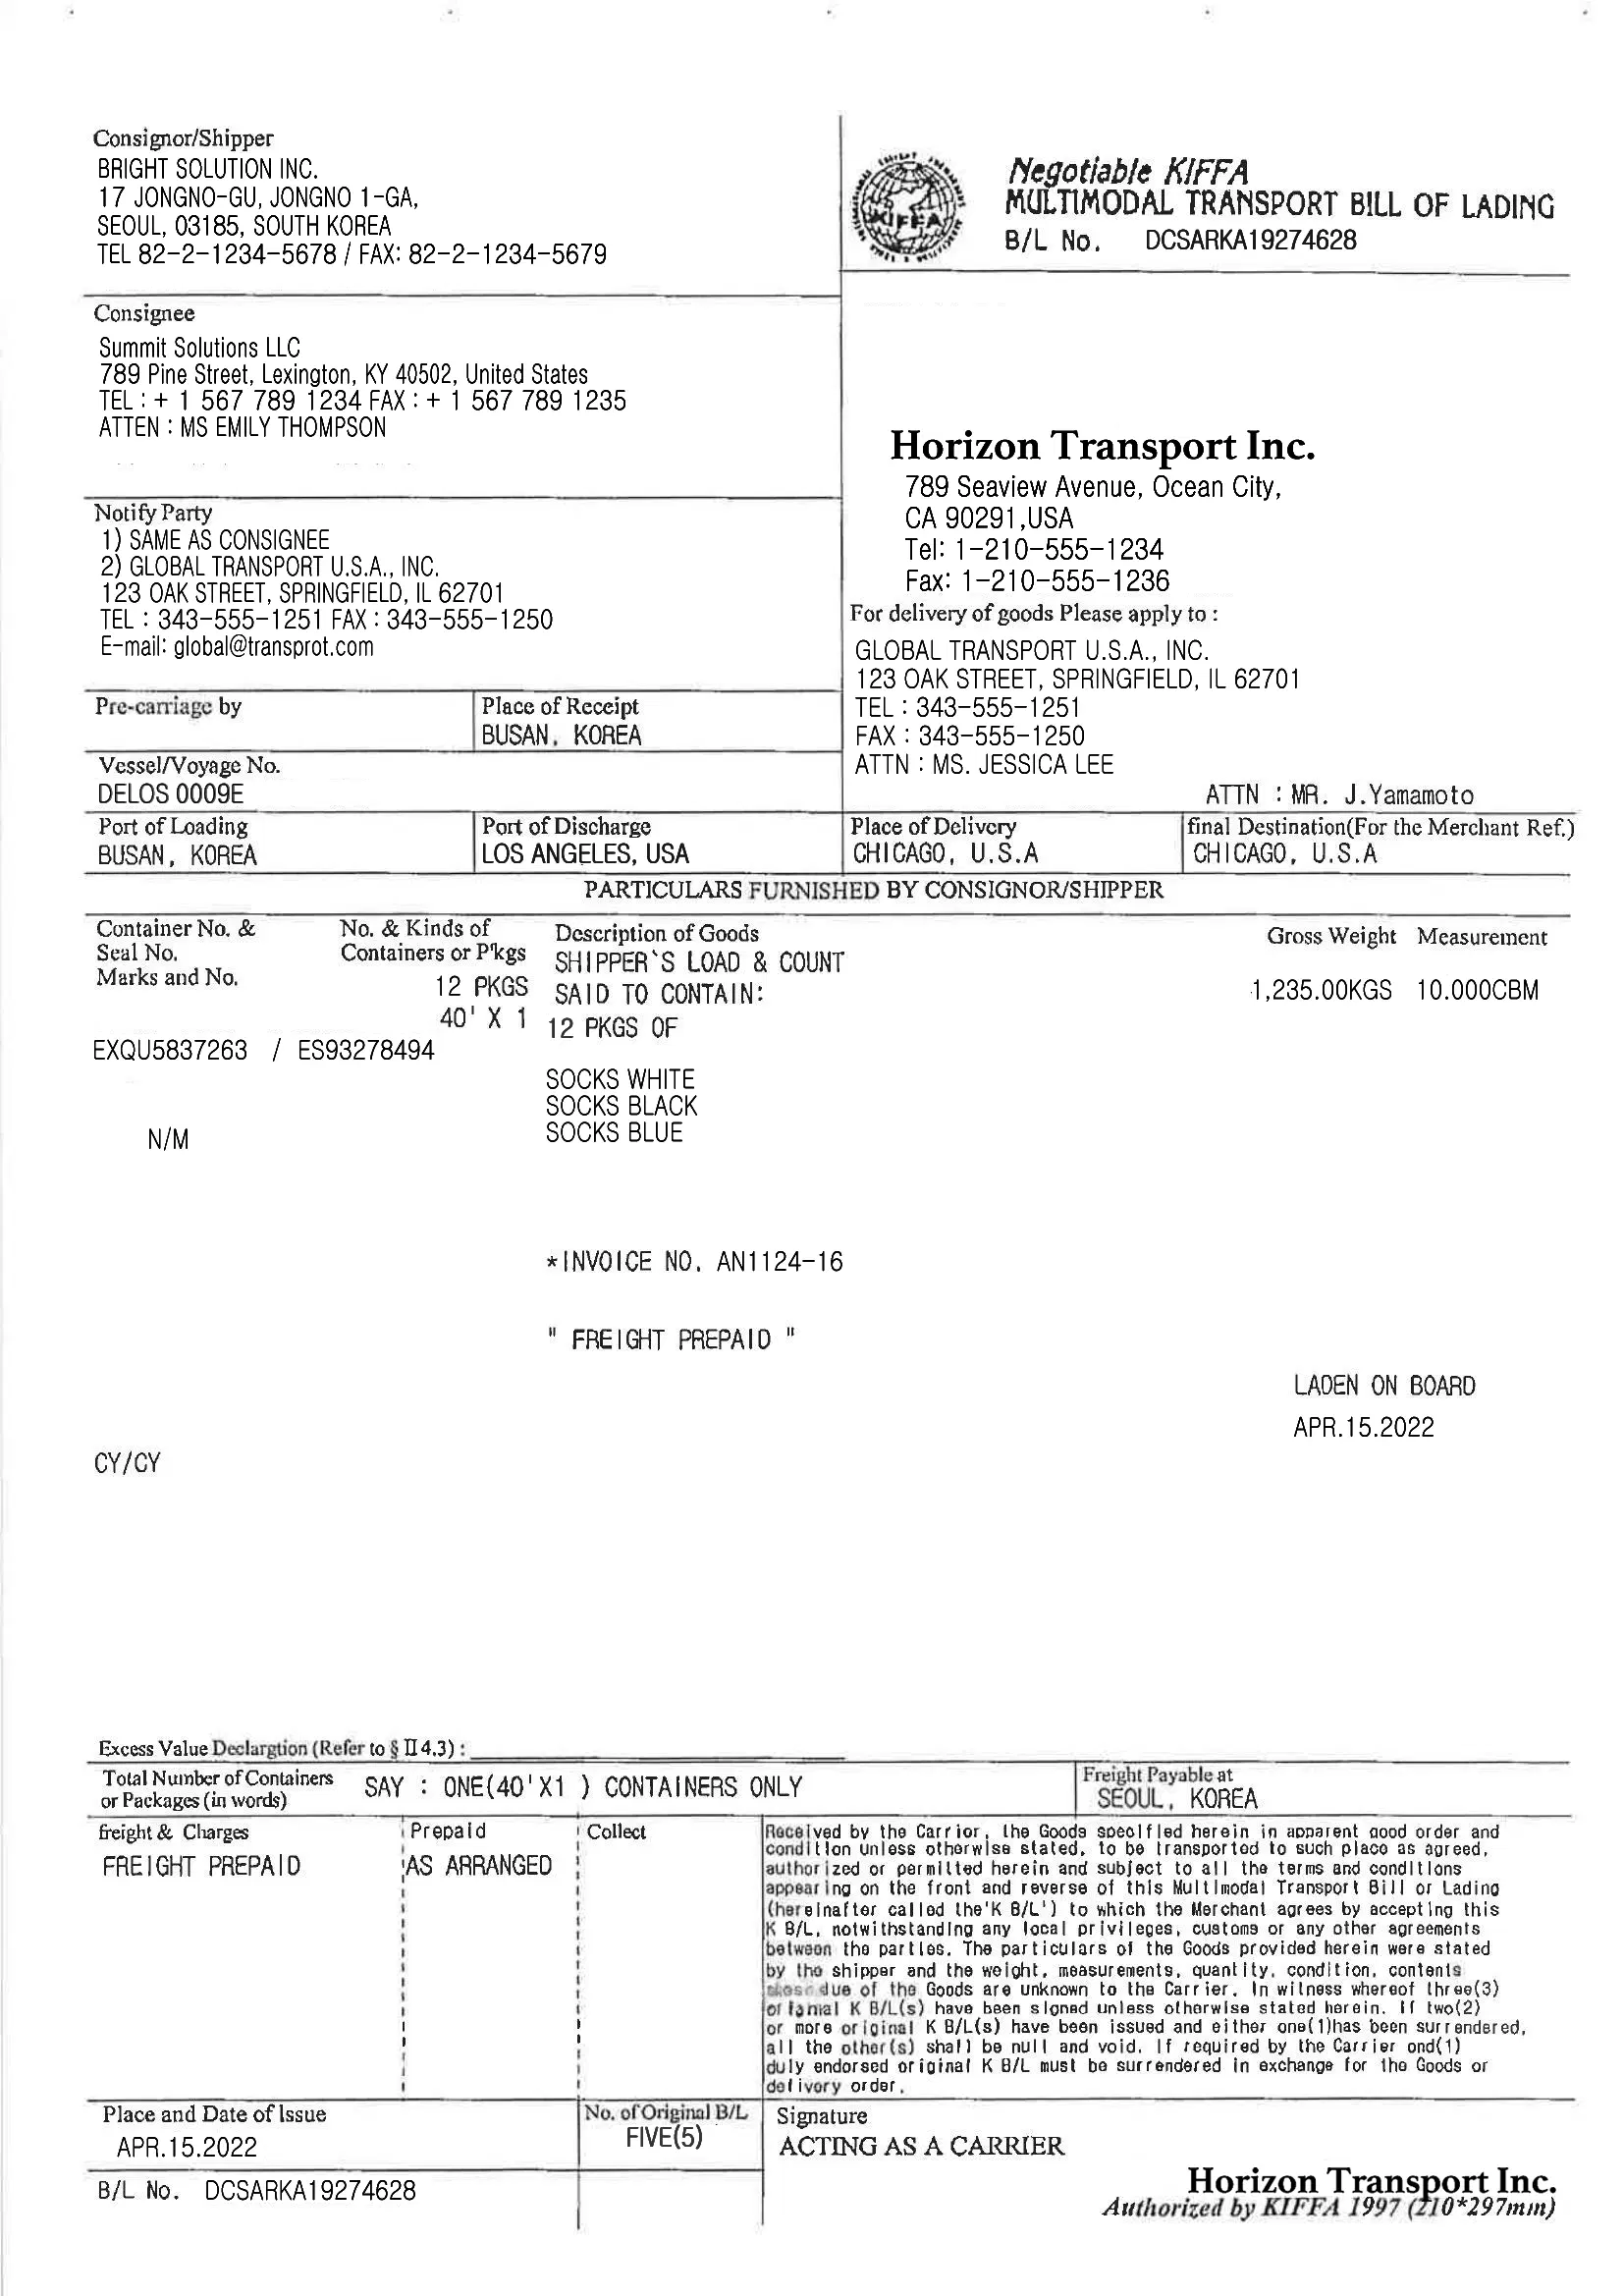 Consignor/Shipper
BRIGHT SOLUTION INC.
17 JONGNO-GU, JONGNO 1-GA,
SEOUL, 03185, SOUTH KOREA
TEL 82-2-1234-5678 / FAX: 82-2-1234-5679
KIFFA
Negotiable KIFFA
MULTIMODAL TRANSPORT BILL OF LADING
B/L No. DCSARKA19274628
Consignee
Summit Solutions LLC
789 Pine Street, Lexington, KY 40502, United States
TEL : + 1 567 789 1234 FAX : + 1 567 789 1235
ATTEN : MS EMILY THOMPSON
Horizon Transport Inc.
789 Seaview Avenue, Ocean City,
CA 90291,USA
Tel: 1-210-555-1234
Fax: 1-210-555-1236
Notify Party
1) SAME AS CONSIGNEE
2) GLOBAL TRANSPORT U.S.A., INC.
123 OAK STREET, SPRINGFIELD, IL 62701
TEL : 343-555-1251 FAX : 343-555-1250
E-mail: global@transprot.com
For delivery of goods Please apply to :
GLOBAL TRANSPORT U.S.A., INC.
123 OAK STREET, SPRINGFIELD, IL 62701
TEL : 343-555-1251
FAX : 343-555-1250
ATTN : MS. JESSICA LEE
ATTN : MR. J.Yamamoto
Pre-carriage by
Place of Receipt
BUSAN, KOREA
Vessel/Voyage No.
DELOS 0009E
Port of Loading
BUSAN, KOREA
Port of Discharge
LOS ANGELES, USA
Place of Delivery
CHICAGO, U.S.A
final Destination(For the Merchant Ref.)
CHICAGO, U.S.A
PARTICULARS FURNISHED BY CONSIGNOR/SHIPPER
Container No. &
Seal No.
Marks and No.
No. & Kinds of
Containers or P'kgs
Description of Goods
Gross Weight Measurement
12 PKGS
40' X 1
SHIPPER`S LOAD & COUNT
SAID TO CONTAIN:
12 PKGS OF
1,235.00KGS 10.000CBM
EXQU5837263 / ES93278494
SOCKS WHITE
SOCKS BLACK
SOCKS BLUE
N/M
*INVOICE NO. AN1124-16
" FREIGHT PREPAID "
LADEN ON BOARD
APR.15.2022
CY/CY
Excess Value Declargtion (Refer to § II 4.3) :
Total Number of Containers
or Packages (in words)
SAY : ONE(40'X1 ) CONTAINERS ONLY
Freight Payable at
SEOUL, KOREA
freight & Charges
FREIGHT PREPAID
Prepaid
AS ARRANGED
Collect
Received by the Carrior, the Goods specified herein in apparent good order and
condition unless otherwise stated, to be transported to such place as agreed,
authorized or permitted herein and subject to all the terms and conditions
appearing on the front and reverse of this Multimodal Transport Bill or Lading
(hereinafter called the'K B/L') to which the Merchant agrees by accepting this
K B/L, notwithstanding any local privileges, customs or any other agreements
between the parties. The particulars of the Goods provided herein were stated
by the shipper and the weight, measurements, quantity, condition, contents
due of the Goods are unknown to the Carrier. In witness whereof three(3)
K B/L(s) have been signed unless otherwise stated herein. If two(2)
or more original K B/L(s) have been issued and either one(1)has been surrendered,
all the other(s) shall be null and void. If required by the Carrier ond(1)
duly endorsed original K B/L must be surrendered in exchange for the Goods or
delivery order.
Place and Date of Issue
APR.15.2022
No. of Original B/L
FIVE(5)
Signature
ACTING AS A CARRIER
B/L No. DCSARKA19274628
Horizon Transport Inc.
Authorized by KIFFA 1997 (210*297mm)